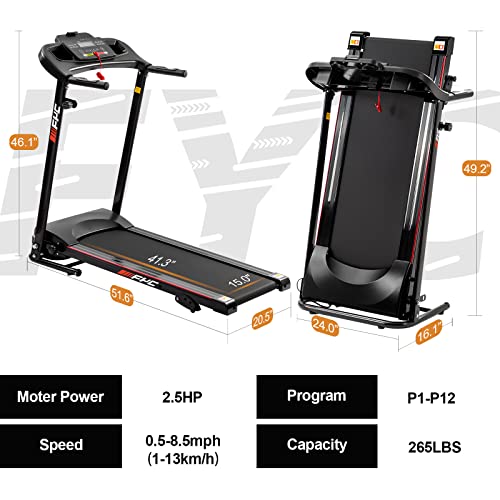 FYC
46.1"
FYC
41.3"
15.0"
FYC
51.6"
20.5"
49.2"
24.0"
16.1"
Moter Power
2.5HP
Program
P1-P12
Speed
0.5-8.5mph
(1-13km/h)
Capacity
265LBS